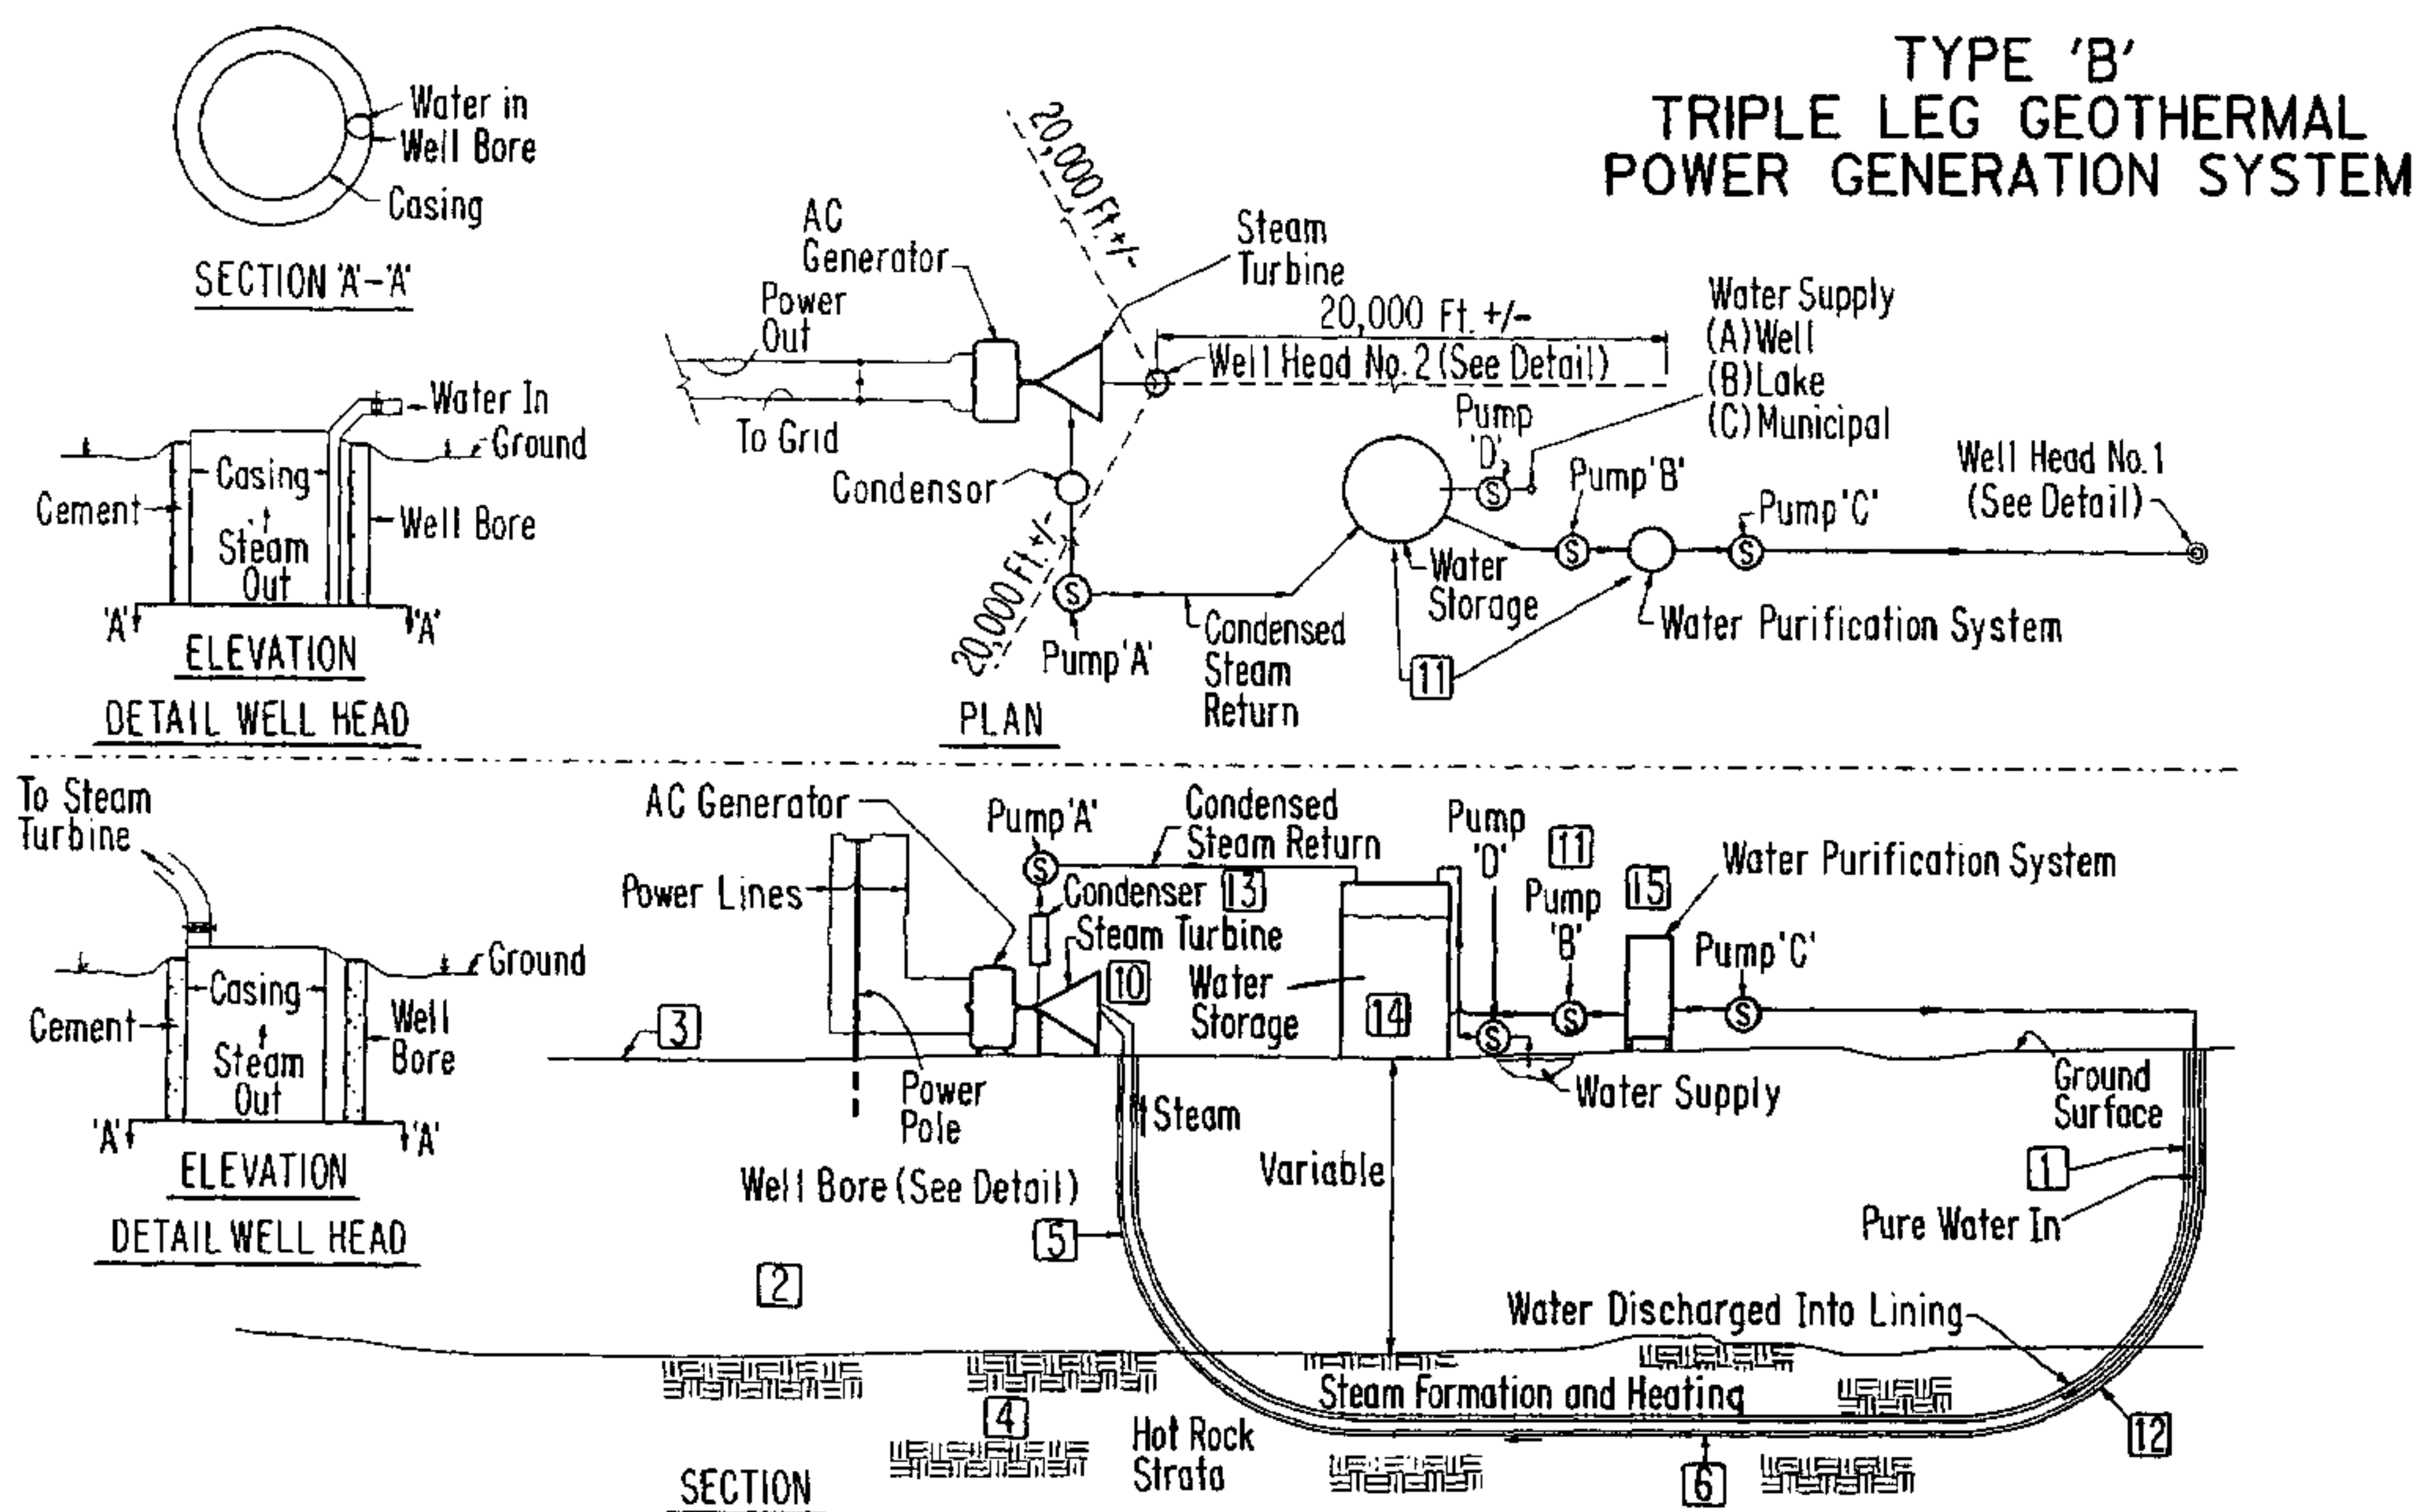 TYPE 'B'
TRIPLE LEG GEOTHERMAL
POWER GENERATION SYSTEM
Water in
Well Bore
Casing
SECTION 'A'-'A'
Water In
Ground
Casing
Cement
Steam
Out
Well Bore
'A'
'A'
ELEVATION
DETAIL WELL HEAD
20,000 Ft. +/-
AC
Generator
Steam
Turbine
Power
Out
20,000 Ft. +/-
Well Head No. 2 (See Detail)
To Grid
Condensor
20,000 Ft. +/-
S
Pump 'A'
Condensed
Steam
Return
Water Supply
(A) Well
(B) Lake
(C) Municipal
Pump
'D'
S
Pump 'B'
S
Pump 'C'
S
Well Head No. 1
(See Detail)
Water
Storage
Water Purification System
11
PLAN
To Steam
Turbine
Ground
Casing
Cement
Steam
Out
Well
Bore
'A'
'A'
ELEVATION
DETAIL WELL HEAD
AC Generator
Pump 'A'
S
Condensed
Steam Return
Pump
'D'
11
Pump
'B'
15
Water Purification System
Power Lines
Condenser 13
Steam Turbine
10
Water
Storage
14
S
S
Pump 'C'
S
3
Power
Pole
Steam
Water Supply
Ground
Surface
1
Well Bore (See Detail)
Variable
Pure Water In
5
2
Water Discharged Into Lining
Steam Formation and Heating
4
Hot Rock
Strata
12
6
SECTION